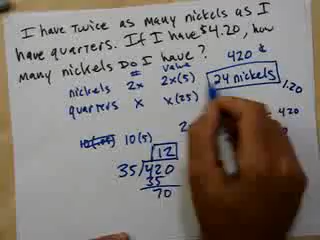 I have twice as many nickels as I
have quarters. If I have $4.20, how
many nickels Do I have? 420 ¢
# value
nickels 2x 2x(5) 24 nickels
quarters x x(25) 1.20
10(5) 2 420
12
35 420
35
70